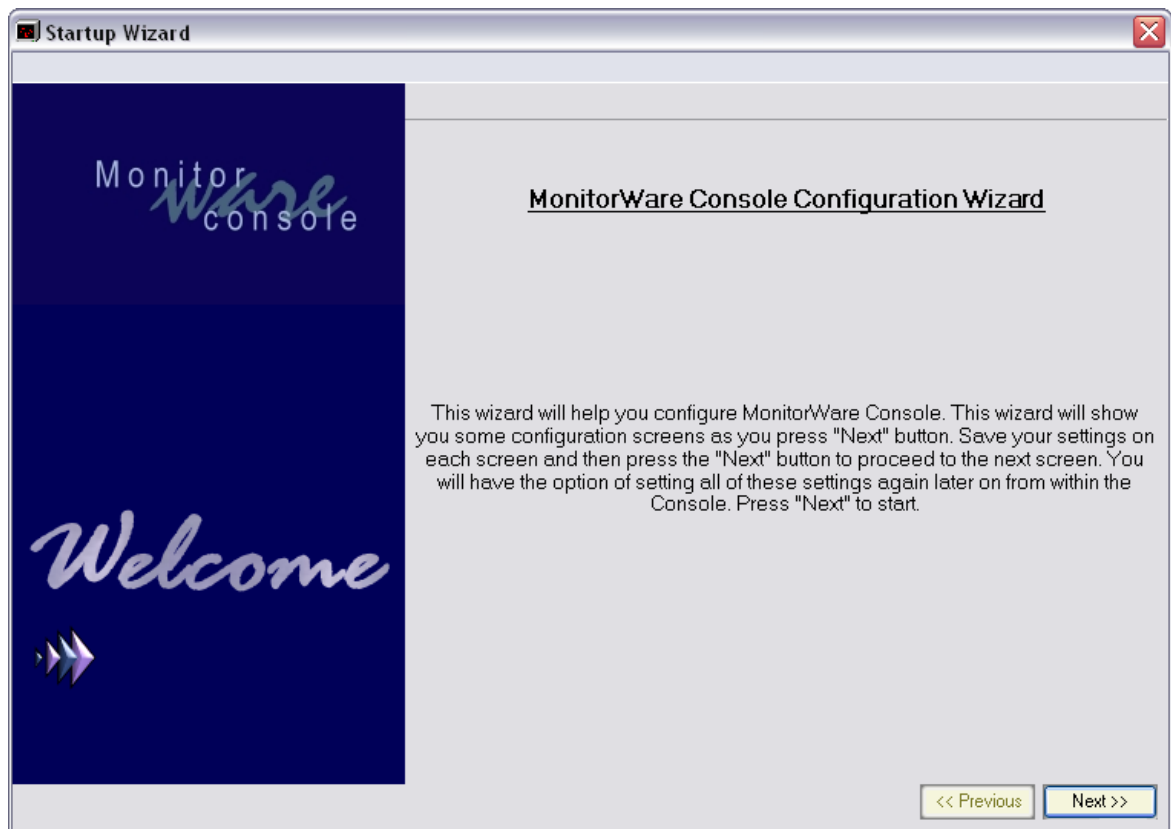 Startup Wizard
Monitor
ware
console
MonitorWare Console Configuration Wizard
This wizard will help you configure MonitorWare Console. This wizard will show
you some configuration screens as you press "Next" button. Save your settings on
each screen and then press the "Next" button to proceed to the next screen. You
will have the option of setting all of these settings again later on from within the
Console. Press "Next" to start.
Welcome
<< Previous
Next >>